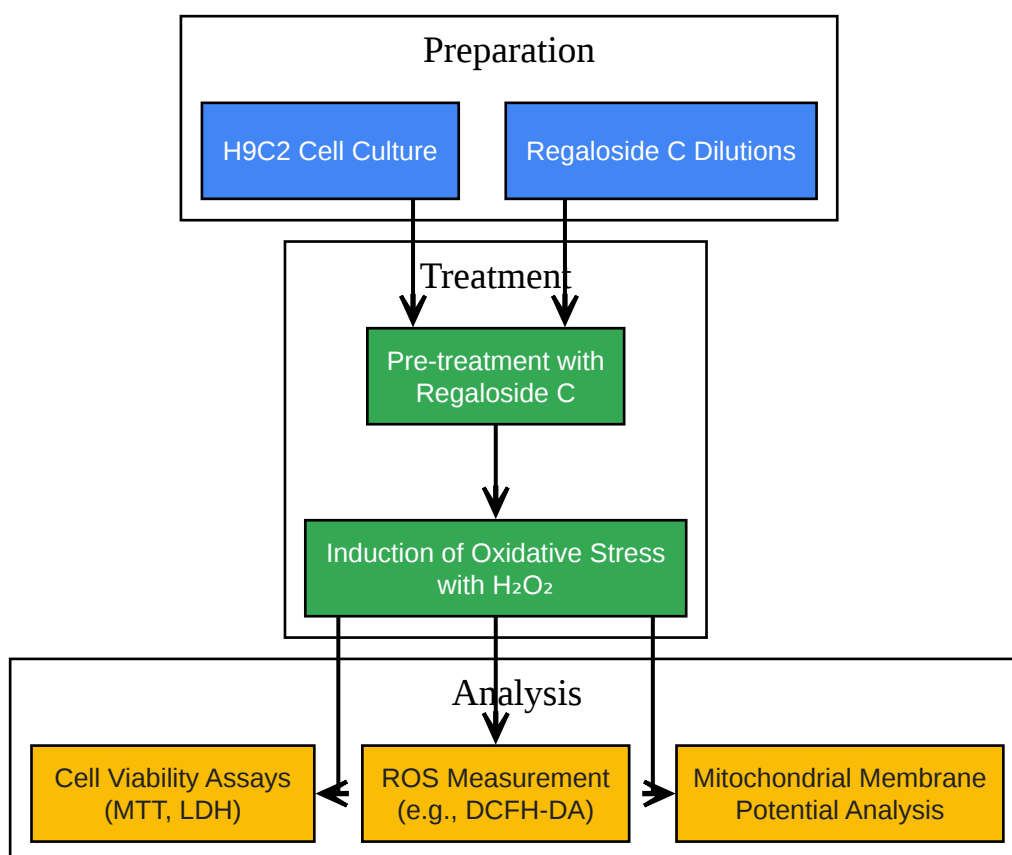 Preparation
H9C2 Cell Culture
Regaloside C Dilutions
Treatment
Pre-treatment with
Regaloside C
Induction of Oxidative Stress
with H₂O₂
Analysis
Cell Viability Assays
(MTT, LDH)
ROS Measurement
(e.g., DCFH-DA)
Mitochondrial Membrane
Potential Analysis